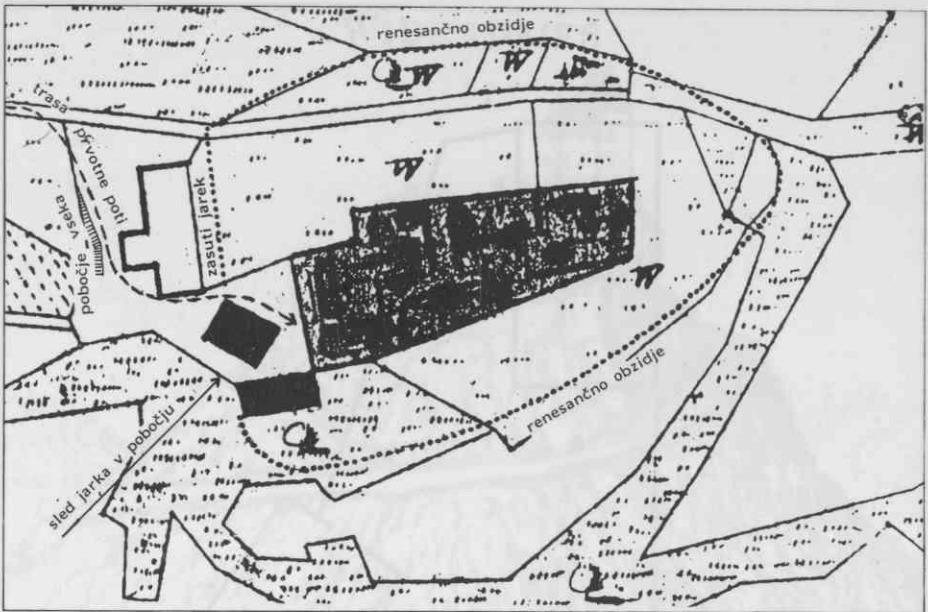 renesančno obzidje
trasa prvotne poti
pobočje vseka
zasuti jarek
renesančno obzidje
sled jarka v pobočju